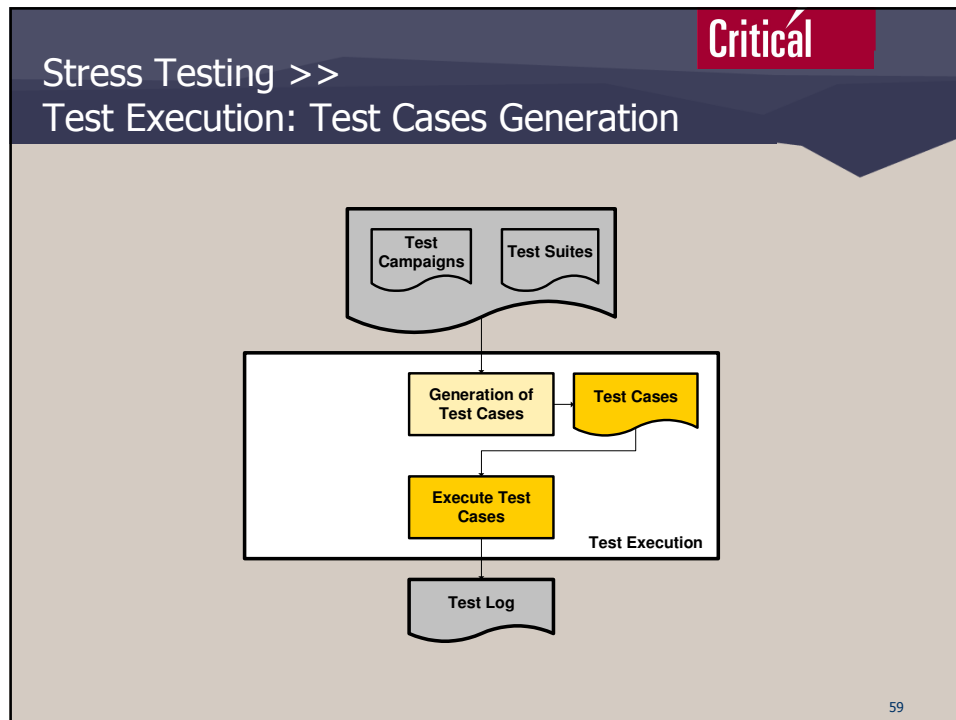 Critical
Stress Testing >>
Test Execution: Test Cases Generation
Test
Campaigns
Test Suites
Generation of
Test Cases
Test Cases
Execute Test
Cases
Test Execution
Test Log
59